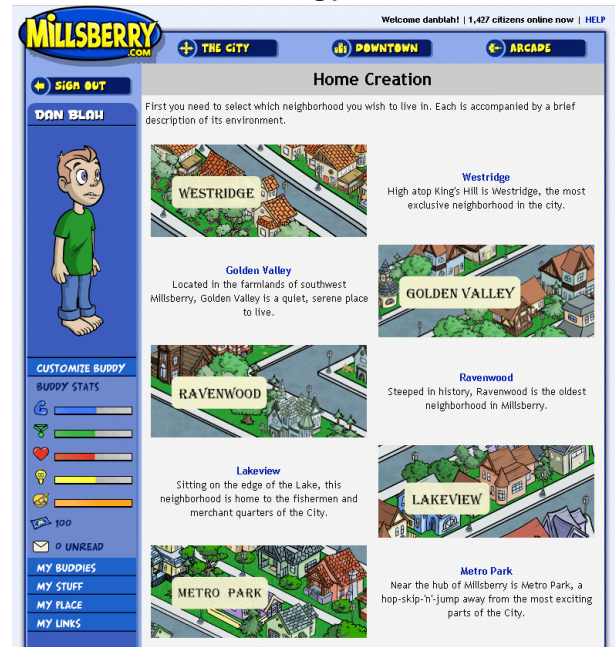 Welcome danblah! | 1,427 citizens online now | HELP
MILLSBERRY
.COM
THE CITY
DOWNTOWN
ARCADE
SIGN OUT
DAN BLAH
Home Creation
First you need to select which neighborhood you wish to live in. Each is accompanied by a brief
description of its environment.
WESTRIDGE
Westridge
High atop King's Hill is Westridge, the most
exclusive neighborhood in the city.
Golden Valley
Located in the farmlands of southwest
Millsberry, Golden Valley is a quiet, serene place
to live.
GOLDEN VALLEY
RAVENWOOD
Ravenwood
Steeped in history, Ravenwood is the oldest
neighborhood in Millsberry.
Lakeview
Sitting on the edge of the Lake, this
neighborhood is home to the fishermen and
merchant quarters of the City.
LAKEVIEW
METRO PARK
Metro Park
Near the hub of Millsberry is Metro Park, a
hop-skip-'n'-jump away from the most exciting
parts of the City.
CUSTOMIZE BUDDY
BUDDY STATS
100
0 UNREAD
MY BUDDIES
MY STUFF
MY PLACE
MY LINKS